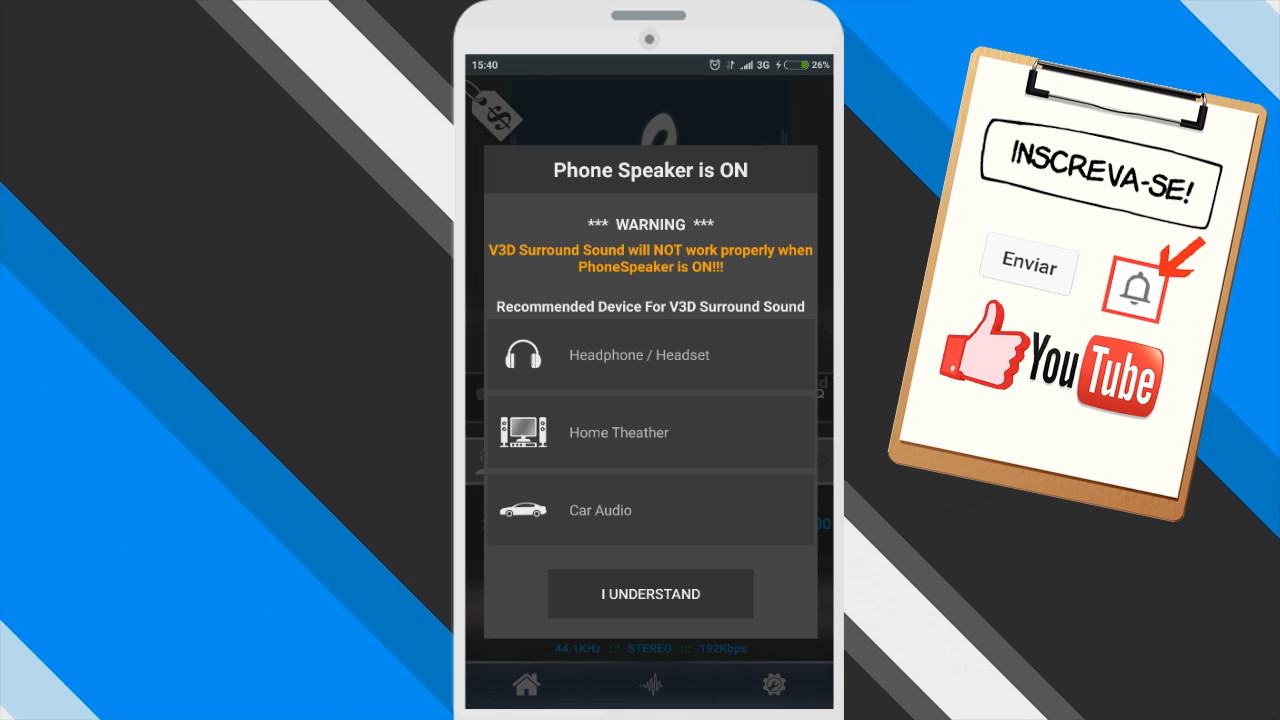 15:40
3G
26%
Phone Speaker is ON
*** WARNING ***
V3D Surround Sound will NOT work properly when
PhoneSpeaker is ON!!!
Recommended Device For V3D Surround Sound
Headphone / Headset
Home Theather
Car Audio
I UNDERSTAND
44.1KHz ::: STEREO ::: 192Kbps
INSCREVA-SE!
Enviar
YouTube